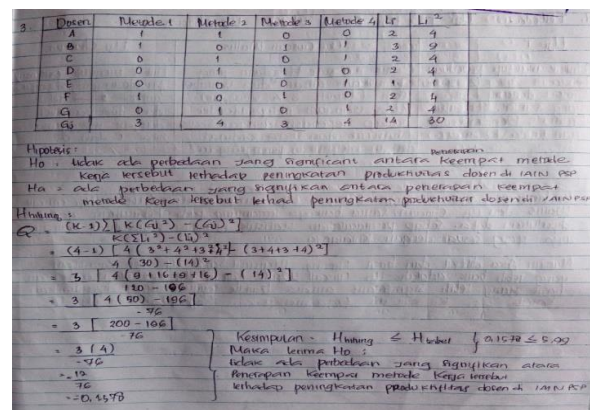 3. Dosen Metode 1 Metode 2 Metode 3 Metode 4 Li Li²
A 1 1 0 0 2 4
B 1 0 1 1 3 9
C 0 1 0 1 2 4
D 0 1 1 0 2 4
E 0 0 0 1 1 1
F 1 0 1 0 2 4
G 0 1 0 1 2 4
Gj 3 4 3 4 14 30
Hipotesis:
penerapan
Ho = tidak ada perbedaan yang significant antara keempat metode
kerja tersebut terhadap peningkatan produktivitas dosen di IAIN PSP
Ha = ada perbedaan yang signifikan antara penerapan keempat
metode kerja tersebut terhad peningkatan produktivitas dosen di IAIN PSP
Hhitung :
Q = (K-1) [K(Gj²) - (Gj)²]
K(ΣLi²) - (Li)²
= (4-1) [4(3²+4²+3²+4²) - (3+4+3+4)²]
4 (30) - (14)²
= 3 [4(9+16+9+16) - (14)²]
120 - 196
= 3 [4(50) - 196]
-76
= 3 [200 - 196]
-76
= 3 (4)
-76
= 12
76
= -0,1578
Kesimpulan - Hhitung ≤ Htabel } 0,1578 ≤ 5,99
Maka terima Ho :
tidak ada perbedaan yang signifikan atara
Penerapan keempat metode kerja tersebut
terhadap peningkatan produktifitas dosen di IAIN PSP